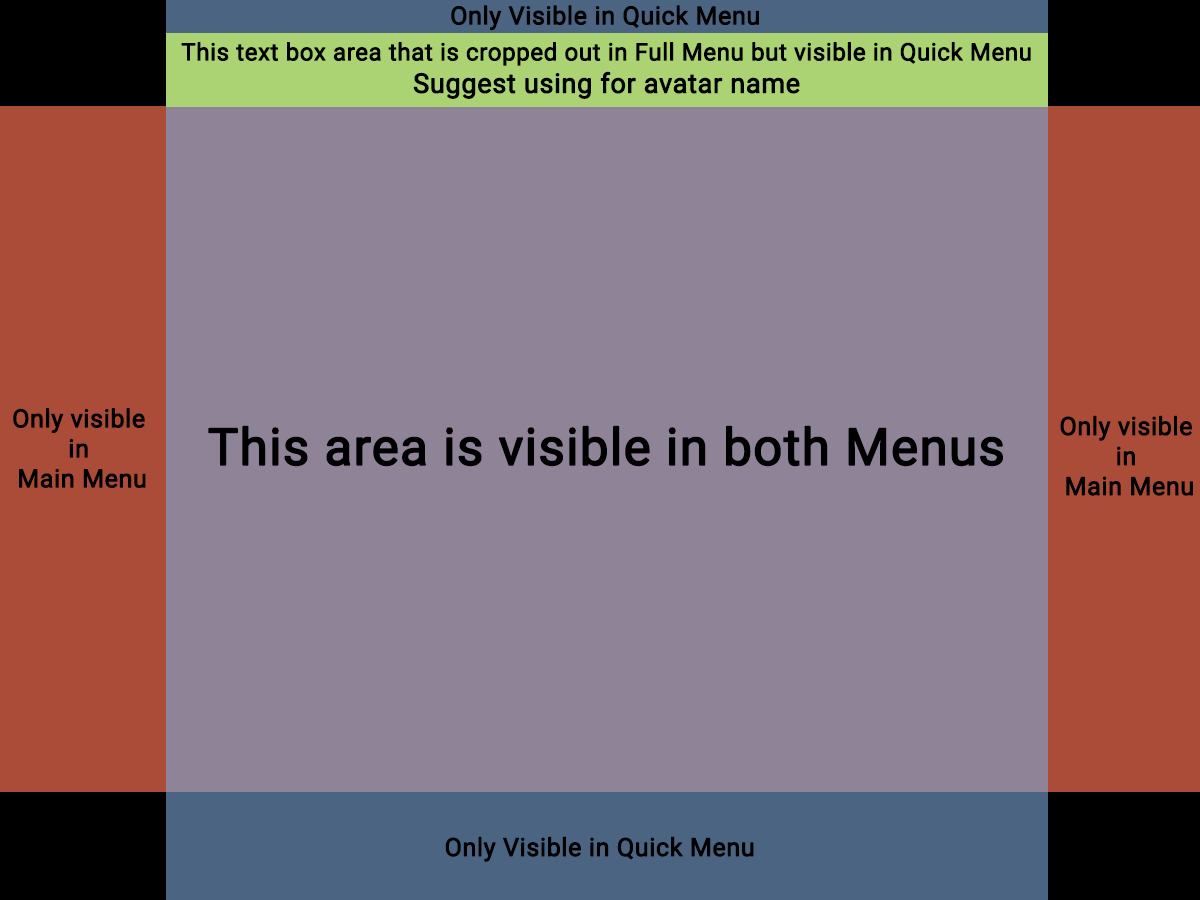 Only Visible in Quick Menu
This text box area that is cropped out in Full Menu but visible in Quick Menu
Suggest using for avatar name
Only visible
in
Main Menu
This area is visible in both Menus
Only visible
in
Main Menu
Only Visible in Quick Menu